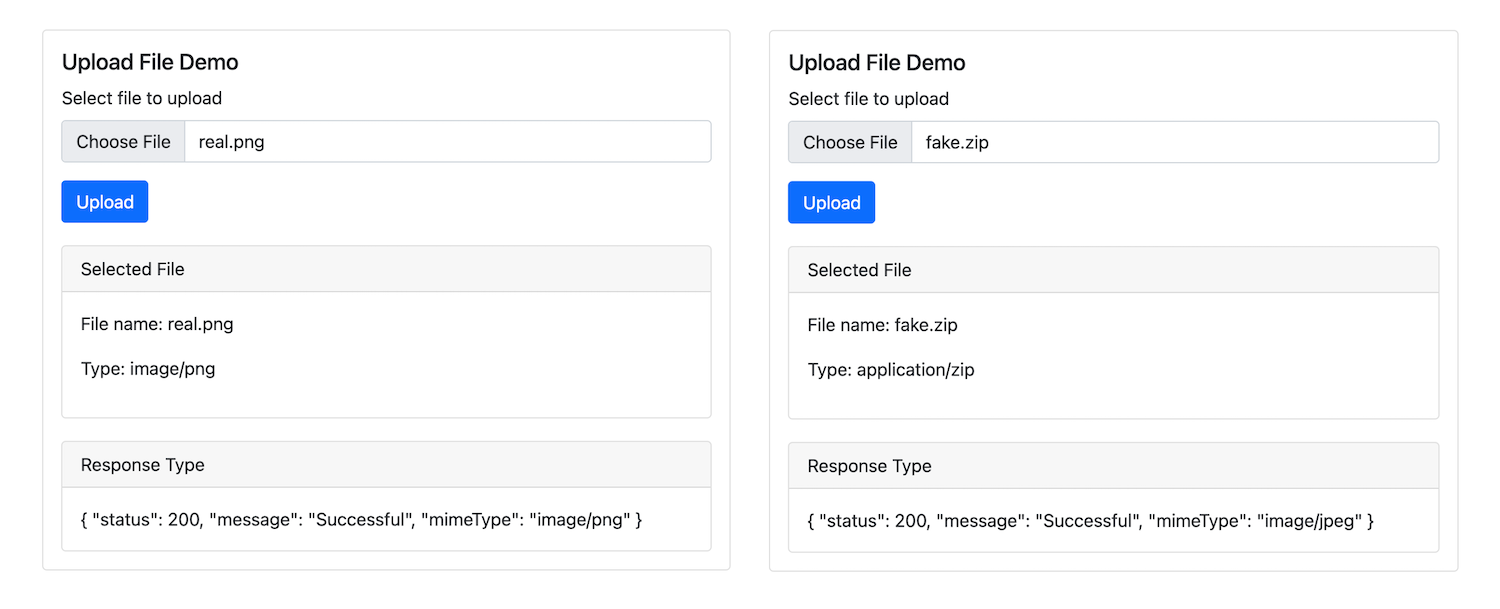 Upload File Demo
Select file to upload
Choose File real.png
Upload
Selected File
File name: real.png
Type: image/png
Response Type
{ "status": 200, "message": "Successful", "mimeType": "image/png" }
Upload File Demo
Select file to upload
Choose File fake.zip
Upload
Selected File
File name: fake.zip
Type: application/zip
Response Type
{ "status": 200, "message": "Successful", "mimeType": "image/jpeg" }